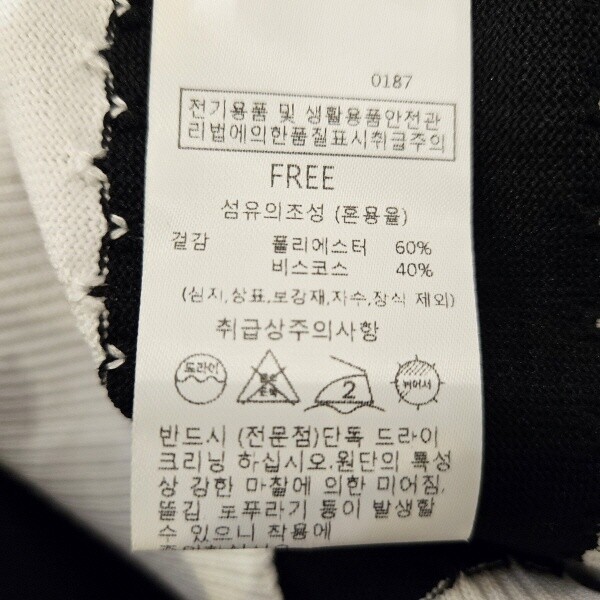 0187
전기용품 및 생활용품안전관
리법에의한품질표시취급주의
FREE
섬유의조성 (혼용율)
겉감 폴리에스터 60%
비스코스 40%
(심지,상표,보강재,자수,장식 제외)
취급상주의사항
드라이 2 뉘어서
반드시 (전문점)단독 드라이
크리닝 하십시오.원단의 특성
상 강한 마찰에 의한 미어짐,
뜯김 보푸라기 등이 발생할
수 있으니 착용에